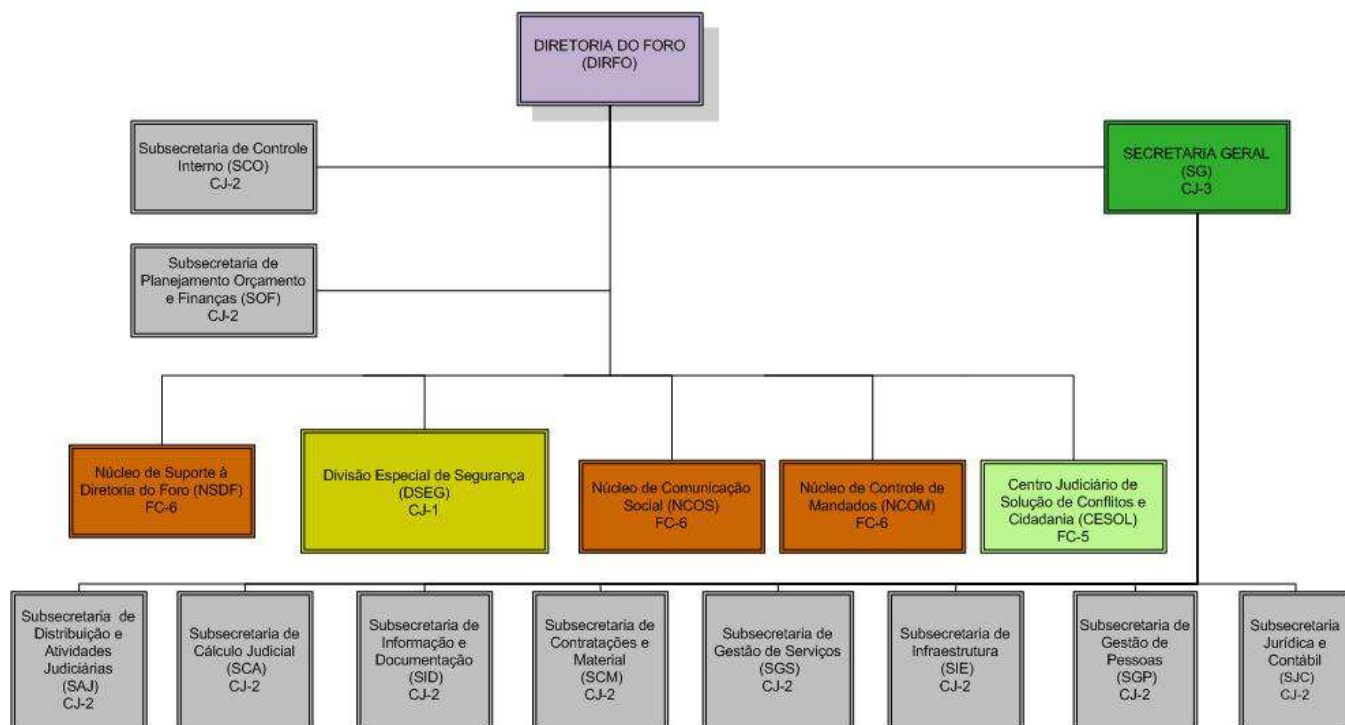 DIRETORIA DO FORO
(DIRFO)
Subsecretaria de Controle
Interno (SCO)
CJ-2
SECRETARIA GERAL
(SG)
CJ-3
Subsecretaria de
Planejamento Orçamento
e Finanças (SOF)
CJ-2
Núcleo de Suporte à
Diretoria do Foro (NSDF)
FC-6
Divisão Especial de Segurança
(DSEG)
CJ-1
Núcleo de Comunicação
Social (NCOS)
FC-6
Núcleo de Controle de
Mandados (NCOM)
FC-6
Centro Judiciário de
Solução de Conflitos e
Cidadania (CESOL)
FC-5
Subsecretaria de
Distribuição e
Atividades
Judiciárias
(SAJ)
CJ-2
Subsecretaria de
Cálculo Judicial
(SCA)
CJ-2
Subsecretaria de
Informação e
Documentação
(SID)
CJ-2
Subsecretaria de
Contratações e
Material
(SCM)
CJ-2
Subsecretaria de
Gestão de Serviços
(SGS)
CJ-2
Subsecretaria de
Infraestrutura
(SIE)
CJ-2
Subsecretaria de
Gestão de
Pessoas
(SGP)
CJ-2
Subsecretaria
Jurídica e
Contábil
(SJC)
CJ-2